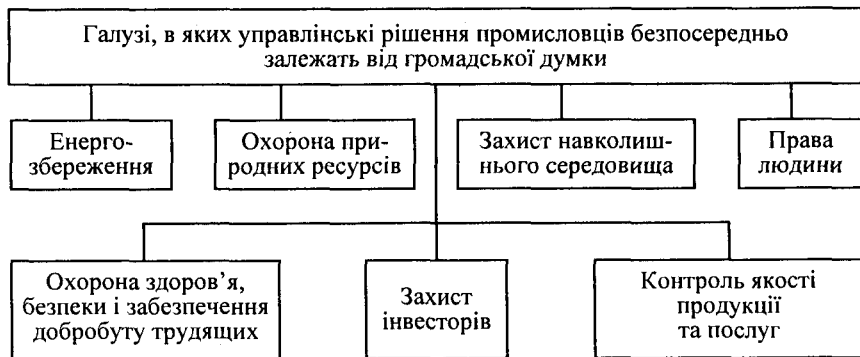 Галузі, в яких управлінські рішення промисловців безпосередньо
залежать від громадської думки
Енерго-
збереження
Охорона при-
родних ресурсів
Захист навколиш-
нього середовища
Права
людини
Охорона здоров’я,
безпеки і забезпечення
добробуту трудящих
Захист
інвесторів
Контроль якості
продукції
та послуг